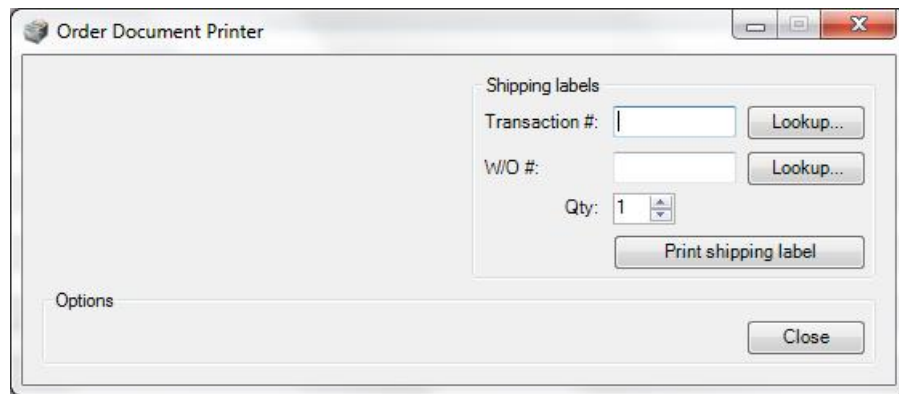 Order Document Printer
Shipping labels
Transaction #: Lookup...
W/O #: Lookup...
Qty: 1
Print shipping label
Options
Close